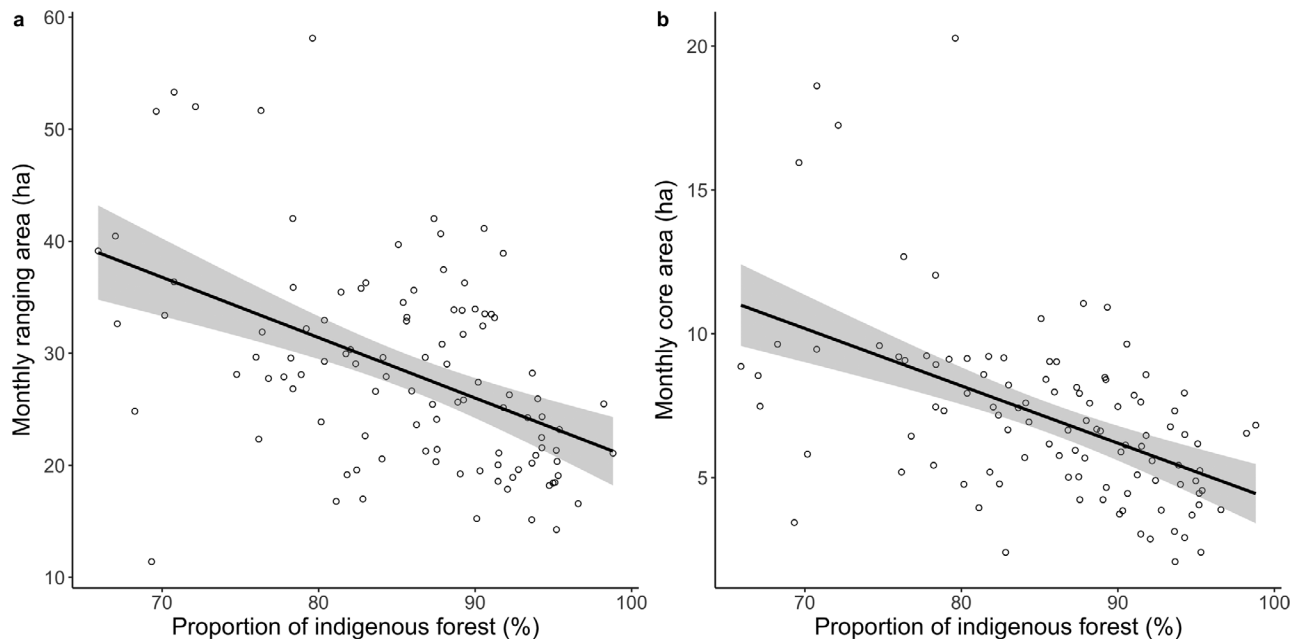 a
60
50
40
30
20
10
Monthly ranging area (ha)
70 80 90 100
Proportion of indigenous forest (%)
b
20
15
10
5
Monthly core area (ha)
70 80 90 100
Proportion of indigenous forest (%)